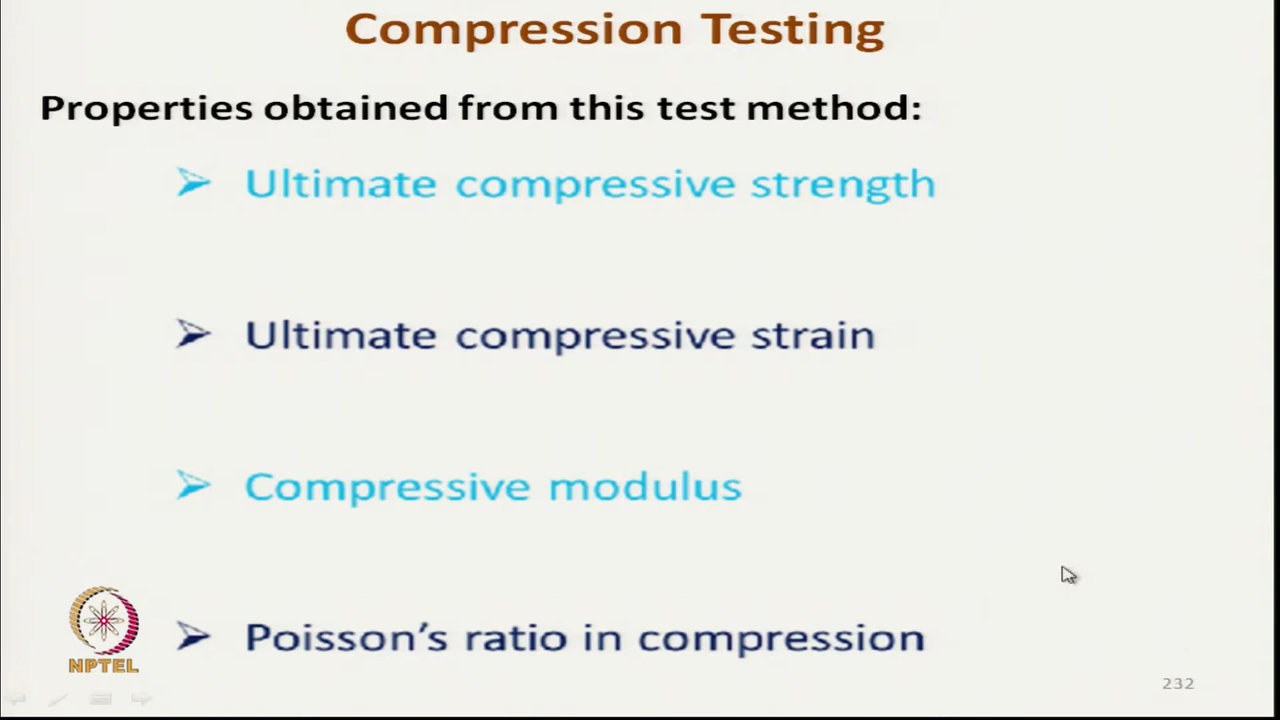 Compression Testing
Properties obtained from this test method:
Ultimate compressive strength
Ultimate compressive strain
Compressive modulus
Poisson's ratio in compression
NPTEL
232